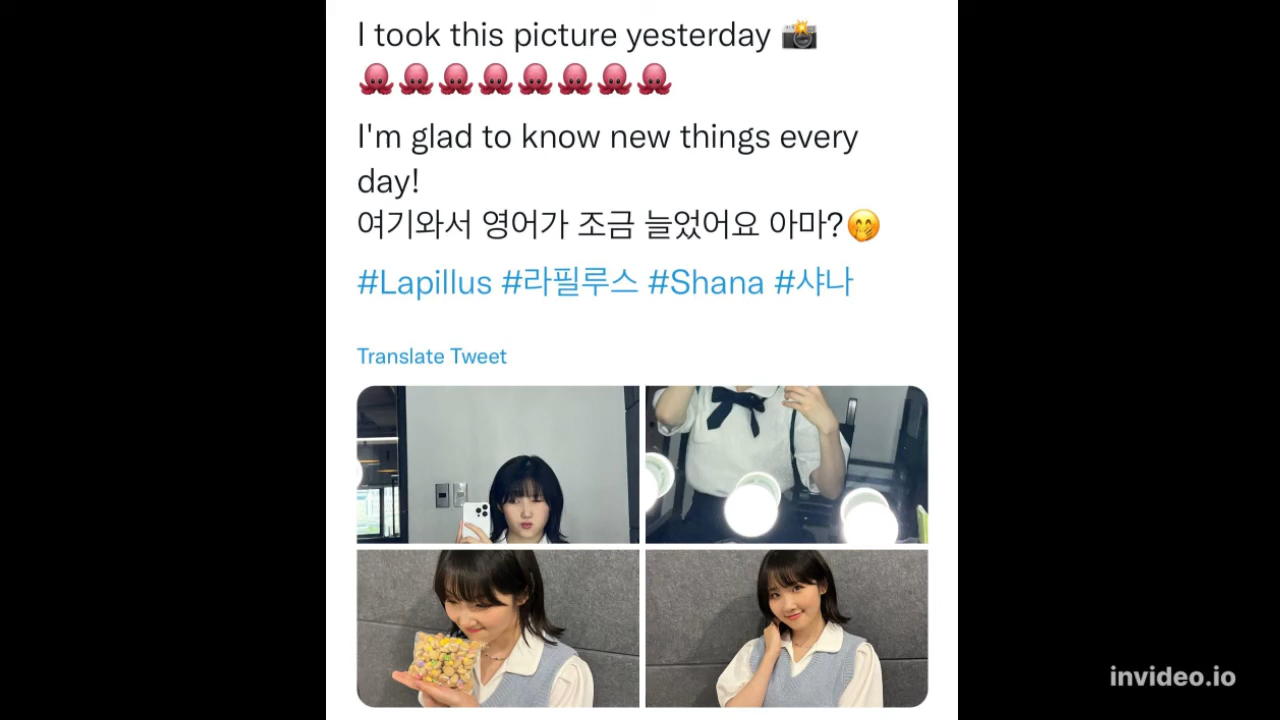 I took this picture yesterday 📸
🐙🐙🐙🐙🐙🐙🐙🐙
I'm glad to know new things every
day!
여기와서 영어가 조금 늘었어요 아마?🤭
#Lapillus #라필루스 #Shana #샤나
Translate Tweet
invideo.io